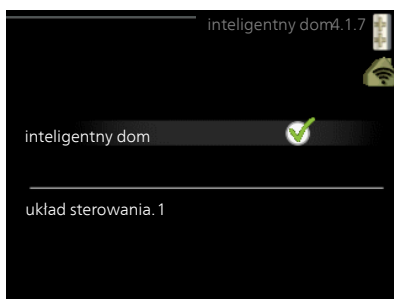 inteligentny dom4.1.7
inteligentny dom
układ sterowania.1